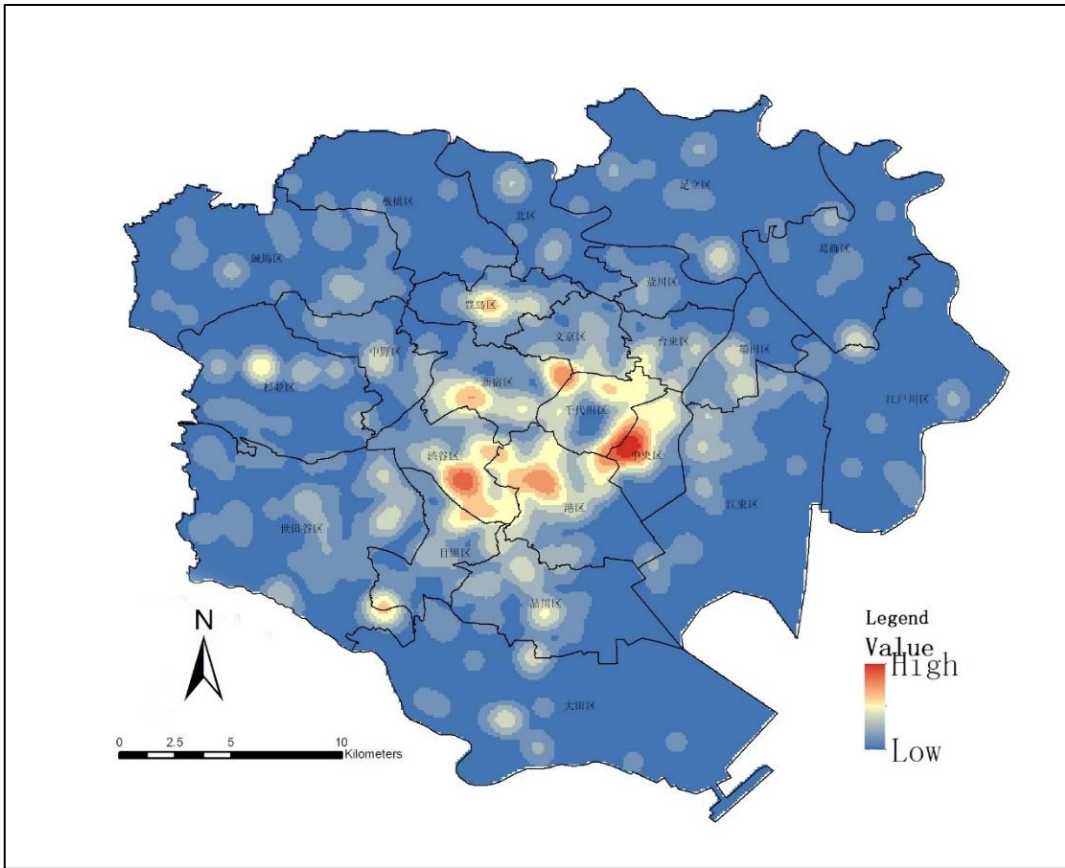 足立区
板橋区
北区
葛飾区
練馬区
荒川区
豊島区
文京区
台東区
墨田区
中野区
新宿区
杉並区
千代田区
江戸川区
渋谷区
中央区
江東区
港区
世田谷区
目黒区
品川区
大田区
N
0 2.5 5 10
Kilometers
Legend
Value
High
Low